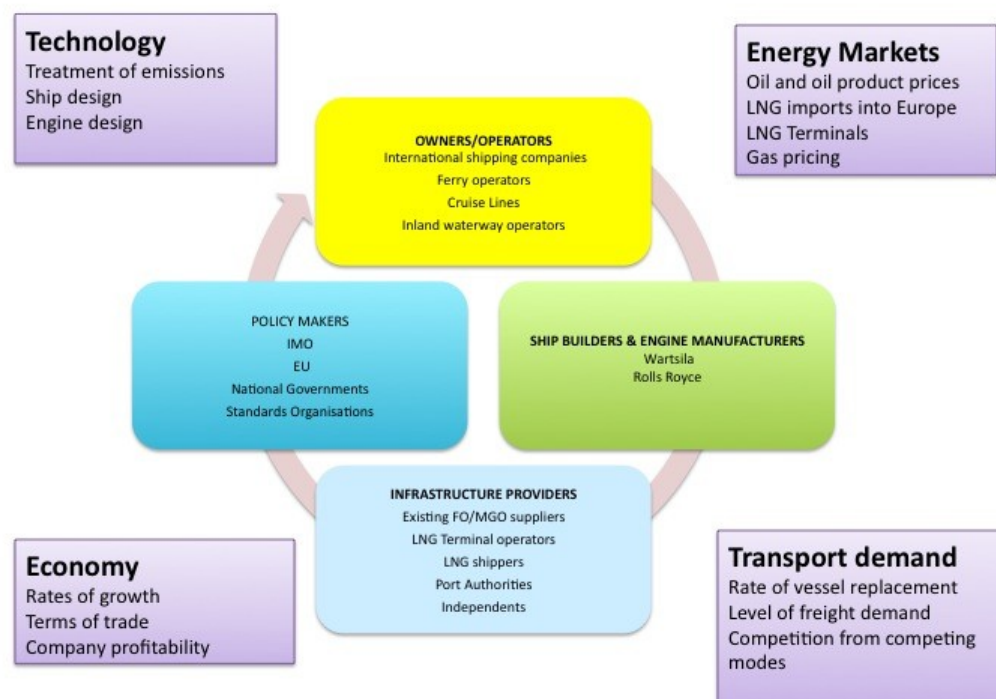 Technology
Treatment of emissions
Ship design
Engine design
Energy Markets
Oil and oil product prices
LNG imports into Europe
LNG Terminals
Gas pricing
OWNERS/OPERATORS
International shipping companies
Ferry operators
Cruise Lines
Inland waterway operators
POLICY MAKERS
IMO
EU
National Governments
Standards Organisations
SHIP BUILDERS & ENGINE MANUFACTURERS
Wartsila
Rolls Royce
INFRASTRUCTURE PROVIDERS
Existing FO/MGO suppliers
LNG Terminal operators
LNG shippers
Port Authorities
Independents
Economy
Rates of growth
Terms of trade
Company profitability
Transport demand
Rate of vessel replacement
Level of freight demand
Competition from competing
modes